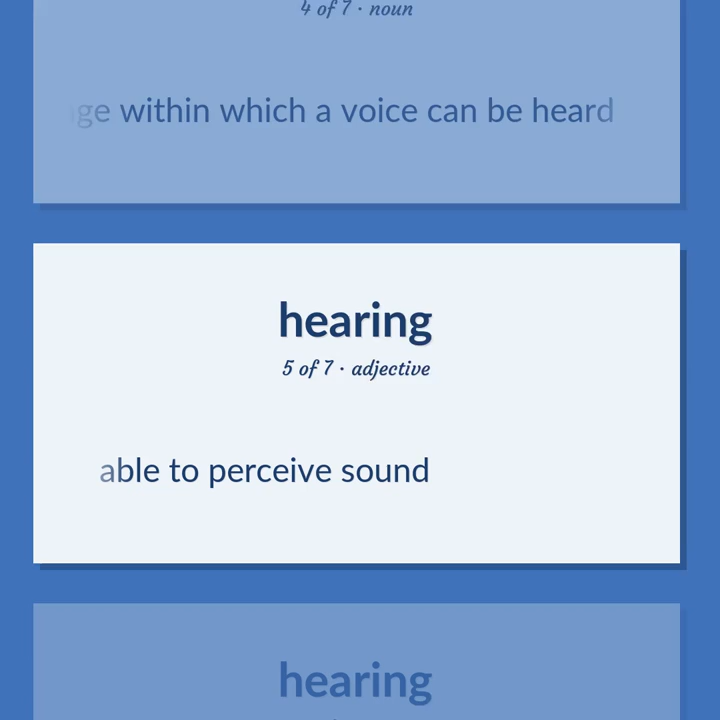 4 of 7 · noun
within which a voice can be heard
hearing
5 of 7 · adjective
able to perceive sound
hearing